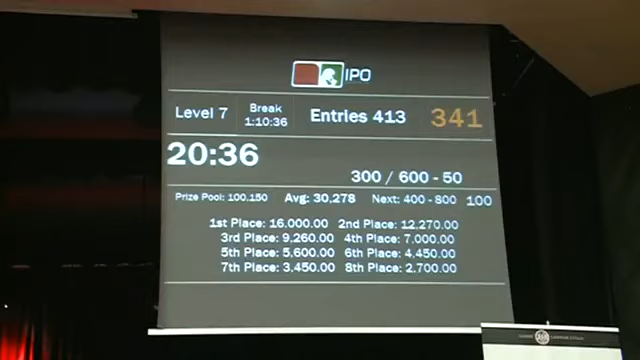 IPO
Level 7 Break 1:10:36 Entries 413 341
20:36
300 / 600 - 50
Prize Pool: 100,150 Avg: 30,278 Next: 400 - 800 100
1st Place: 16,000.00 2nd Place: 12,270.00
3rd Place: 9,260.00 4th Place: 7,000.00
5th Place: 5,600.00 6th Place: 4,450.00
7th Place: 3,450.00 8th Place: 2,700.00